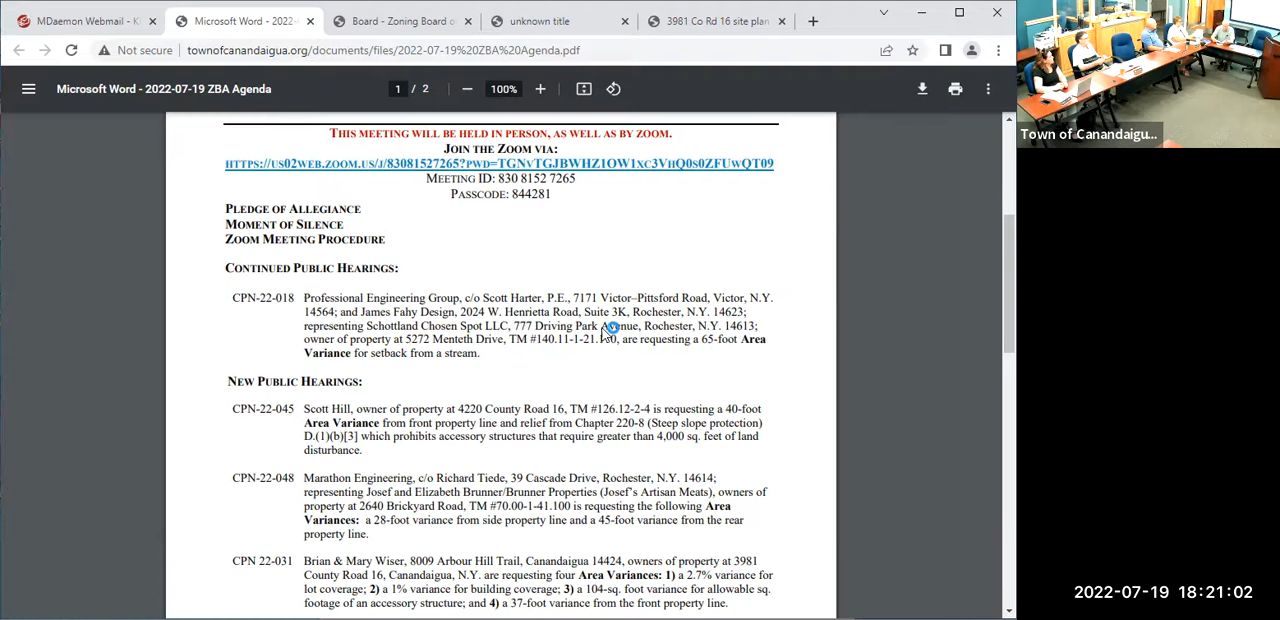 MDaemon Webmail - K
Microsoft Word - 2022-
Board - Zoning Board o
unknown title
3981 Co Rd 16 site plan
Not secure
townofcanandaigua.org/documents/files/2022-07-19%20ZBA%20Agenda.pdf
Microsoft Word - 2022-07-19 ZBA Agenda
1 / 2
100%
THIS MEETING WILL BE HELD IN PERSON, AS WELL AS BY ZOOM.
JOIN THE ZOOM VIA:
MEETING ID: 830 8152 7265
PASSCODE: 844281
PLEDGE OF ALLEGIANCE
MOMENT OF SILENCE
ZOOM MEETING PROCEDURE
CONTINUED PUBLIC HEARINGS:
CPN-22-018 Professional Engineering Group, c/o Scott Harter, P.E., 7171 Victor–Pittsford Road, Victor, N.Y.
14564; and James Fahy Design, 2024 W. Henrietta Road, Suite 3K, Rochester, N.Y. 14623;
representing Schottland Chosen Spot LLC, 777 Driving Park Avenue, Rochester, N.Y. 14613;
owner of property at 5272 Menteth Drive, TM are requesting a 65-foot Area
Variance for setback from a stream.
NEW PUBLIC HEARINGS:
CPN-22-045 Scott Hill, owner of property at 4220 County Road 16, TM #126.12-2-4 is requesting a 40-foot
Area Variance from front property line and relief from Chapter 220-8 (Steep slope protection)
D.(1)(b)[3] which prohibits accessory structures that require greater than 4,000 sq. feet of land
disturbance.
CPN-22-048 Marathon Engineering, c/o Richard Tiede, 39 Cascade Drive, Rochester, N.Y. 14614;
representing Josef and Elizabeth Brunner/Brunner Properties (Josef's Artisan Meats), owners of
property at 2640 Brickyard Road, TM #70.00-1-41.100 is requesting the following Area
Variances: a 28-foot variance from side property line and a 45-foot variance from the rear
property line.
CPN 22-031 Brian & Mary Wiser, 8009 Arbour Hill Trail, Canandaigua 14424, owners of property at 3981
County Road 16, Canandaigua, N.Y. are requesting four Area Variances: 1) a 2.7% variance for
lot coverage; 2) a 1% variance for building coverage; 3) a 104-sq. foot variance for allowable sq.
footage of an accessory structure; and 4) a 37-foot variance from the front property line.
Town of Canandaigu...
2022-07-19 18:21:02